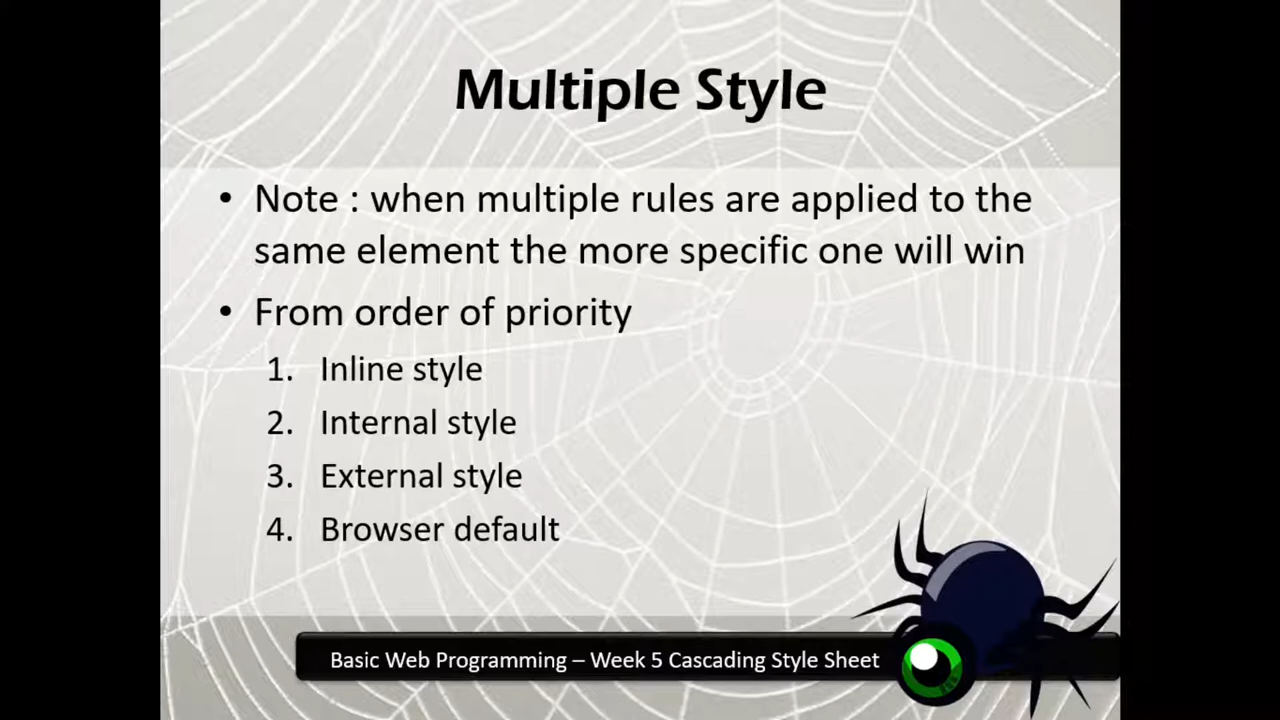 Multiple Style
• Note : when multiple rules are applied to the
same element the more specific one will win
• From order of priority
1. Inline style
2. Internal style
3. External style
4. Browser default
Basic Web Programming – Week 5 Cascading Style Sheet